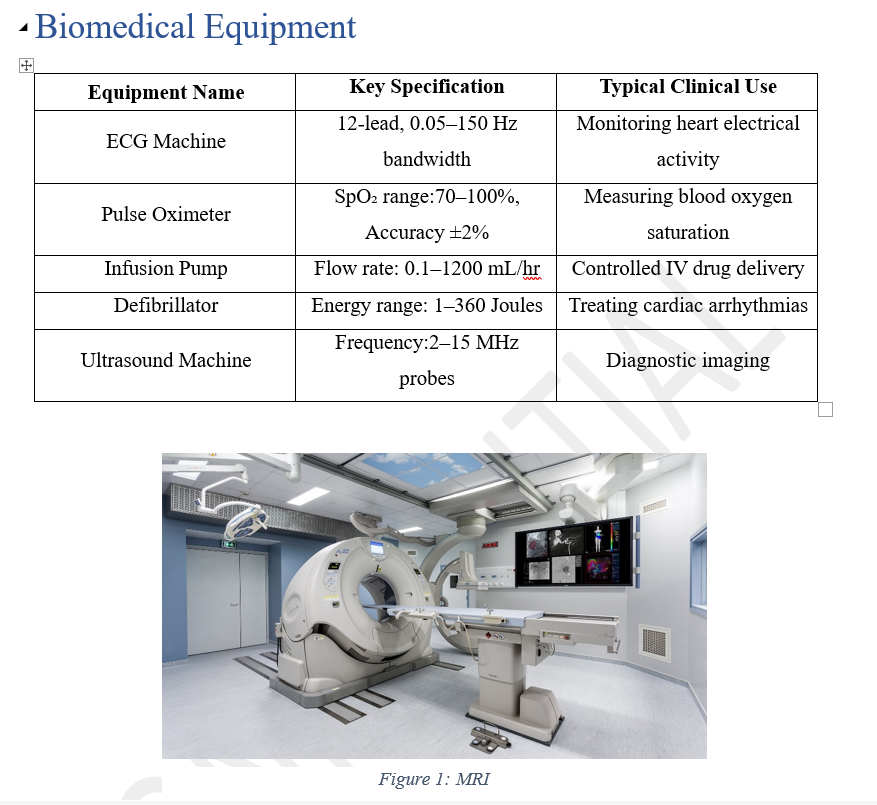 Biomedical Equipment
Equipment Name
Key Specification
Typical Clinical Use
ECG Machine
12-lead, 0.05–150 Hz
bandwidth
Monitoring heart electrical
activity
Pulse Oximeter
SpO₂ range:70–100%,
Accuracy ±2%
Measuring blood oxygen
saturation
Infusion Pump
Flow rate: 0.1–1200 mL/hr
Controlled IV drug delivery
Defibrillator
Energy range: 1–360 Joules
Treating cardiac arrhythmias
Ultrasound Machine
Frequency:2–15 MHz
probes
Diagnostic imaging
TIAL
Figure 1: MRI